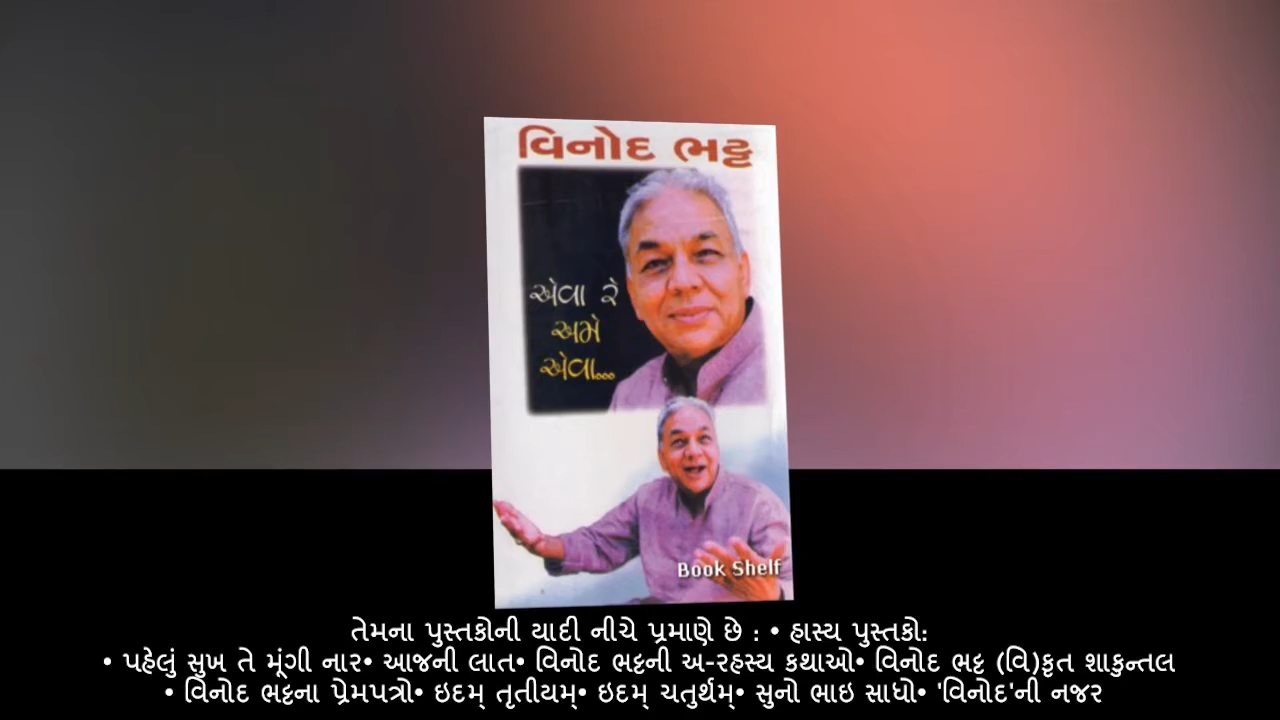 વિનોદ ભટ્ટ
એવા રે
અમે
એવા...
Book Shelf
તેમના પુસ્તકોની યાદી નીચે પ્રમાણે છે : • હાસ્ય પુસ્તકો:
• પહેલું સુખ તે મૂંગી નાર• આજની લાત• વિનોદ ભટ્ટની અ-રહસ્ય કથાઓ• વિનોદ ભટ્ટ (વિ)કૃત શાકુન્તલ
• વિનોદ ભટ્ટના પ્રેમપત્રો• ઇદમ્ તૃતીયમ્• ઇદમ્ ચતુર્થમ્• સુનો ભાઇ સાધો• 'વિનોદ'ની નજર